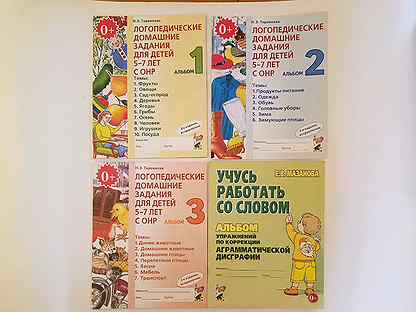 0+
Н.Э. Теремкова
ЛОГОПЕДИЧЕСКИЕ
ДОМАШНИЕ
ЗАДАНИЯ
ДЛЯ ДЕТЕЙ
5-7 ЛЕТ
С ОНР
АЛЬБОМ 1
Темы:
1. Фрукты
2. Овощи
3. Сад-огород
4. Деревья
5. Ягоды
6. Грибы
7. Осень
8. Человек
9. Игрушки
10. Посуда
0+
Н.Э. Теремкова
ЛОГОПЕДИЧЕСКИЕ
ДОМАШНИЕ
ЗАДАНИЯ
ДЛЯ ДЕТЕЙ
5-7 ЛЕТ
С ОНР
АЛЬБОМ 2
Темы:
1. Продукты питания
2. Одежда
3. Обувь
4. Головные уборы
5. Зима
6. Зимующие птицы
0+
Н.Э. Теремкова
ЛОГОПЕДИЧЕСКИЕ
ДОМАШНИЕ
ЗАДАНИЯ
ДЛЯ ДЕТЕЙ
5-7 ЛЕТ
С ОНР
АЛЬБОМ 3
Темы:
1. Дикие животные
2. Домашние животные
3. Домашние птицы
4. Перелетные птицы
5. Весна
6. Мебель
7. Транспорт
Е.В. МАЗАНОВА
УЧУСЬ
РАБОТАТЬ
СО СЛОВОМ
АЛЬБОМ
УПРАЖНЕНИЙ
ПО КОРРЕКЦИИ
АГРАММАТИЧЕСКОЙ
ДИСГРАФИИ
0+